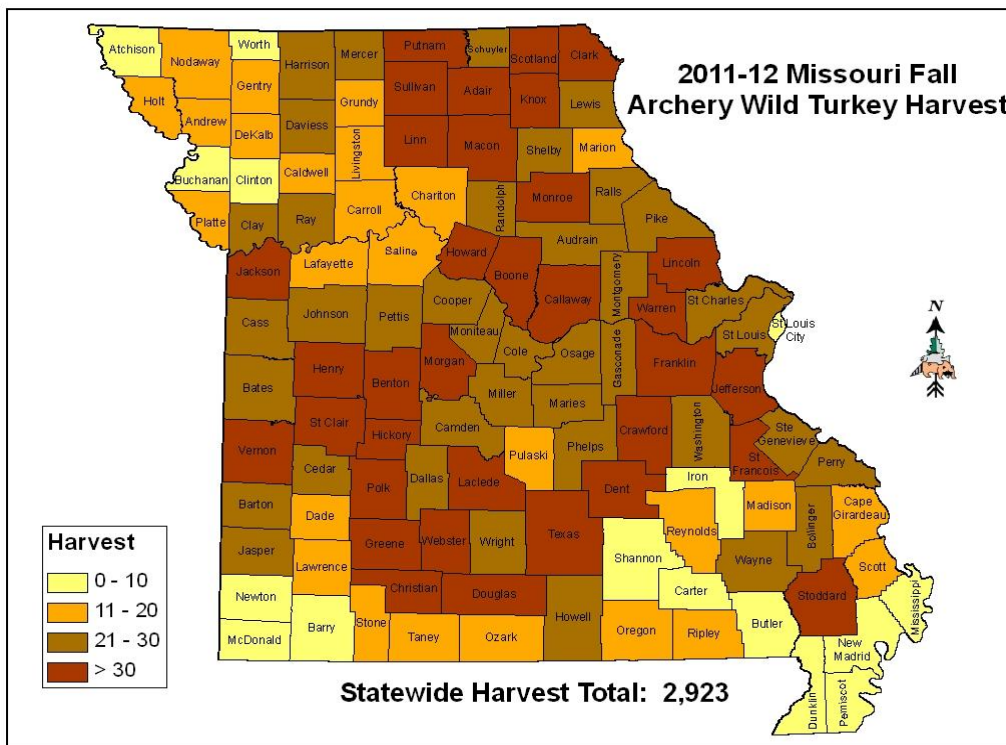 2011-12 Missouri Fall
Archery Wild Turkey Harvest
Atchison
Nodaway
Worth
Harrison
Mercer
Putnam
Schuyler
Scotland
Clark
Holt
Andrew
Gentry
DeKalb
Daviess
Grundy
Sullivan
Adair
Knox
Lewis
Buchanan
Clinton
Caldwell
Livingston
Linn
Macon
Shelby
Marion
Platte
Clay
Ray
Carroll
Chariton
Randolph
Monroe
Ralls
Pike
Audrain
Jackson
Lafayette
Saline
Howard
Boone
Callaway
Montgomery
Lincoln
Warren
St Charles
St Louis
St Louis
City
N
Cass
Johnson
Pettis
Cooper
Moniteau
Cole
Osage
Gasconade
Franklin
Jefferson
Bates
Henry
Benton
Morgan
Miller
Maries
Vernon
St Clair
Hickory
Camden
Pulaski
Phelps
Crawford
Washington
St
Francois
Ste
Genevieve
Perry
Cedar
Polk
Dallas
Laclede
Dent
Iron
Madison
Bollinger
Cape
Girardeau
Barton
Dade
Greene
Webster
Wright
Texas
Shannon
Reynolds
Wayne
Scott
Jasper
Lawrence
Christian
Douglas
Howell
Carter
Butler
Stoddard
Mississippi
Newton
McDonald
Barry
Stone
Taney
Ozark
Oregon
Ripley
New
Madrid
Dunklin
Pemiscot
Harvest
0 - 10
11 - 20
21 - 30
> 30
Statewide Harvest Total: 2,923